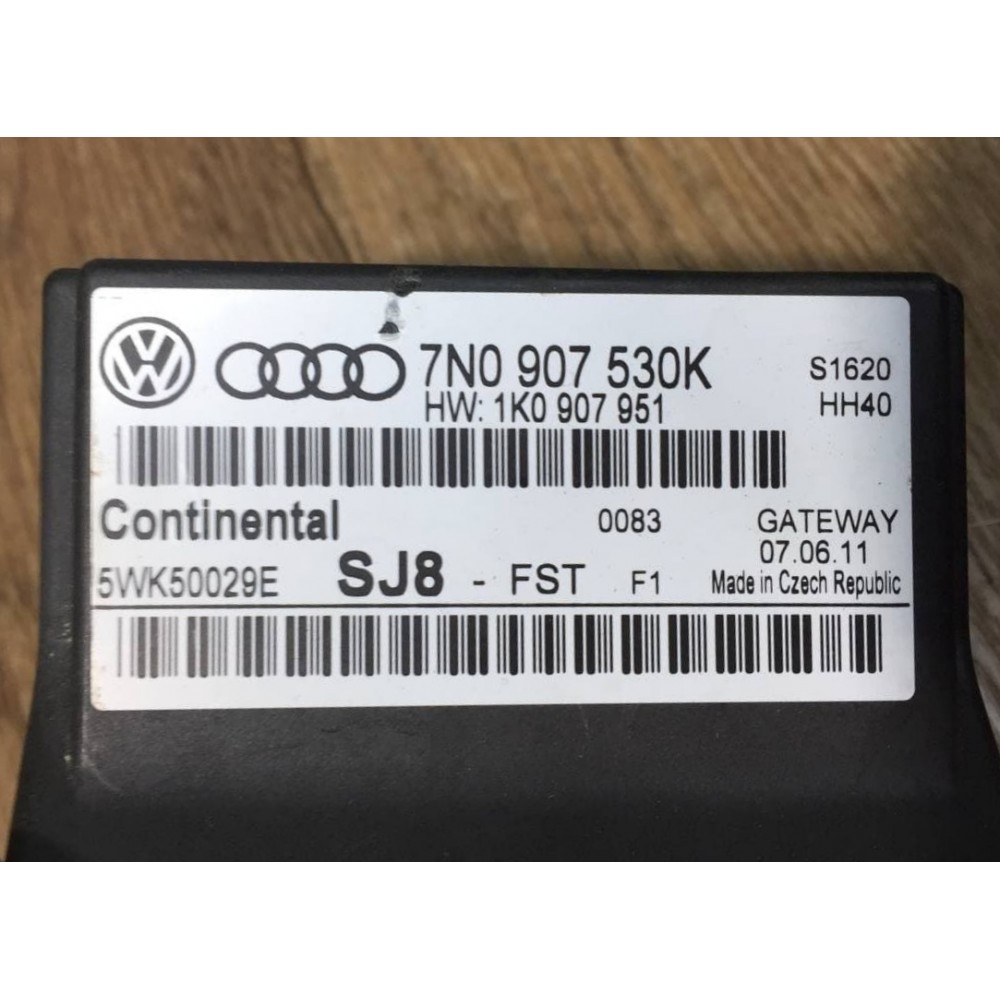 7N0 907 530K S1620
HW: 1K0 907 951 HH40
Continental 0083 GATEWAY
07.06.11
5WK50029E SJ8 - FST F1 Made in Czech Republic